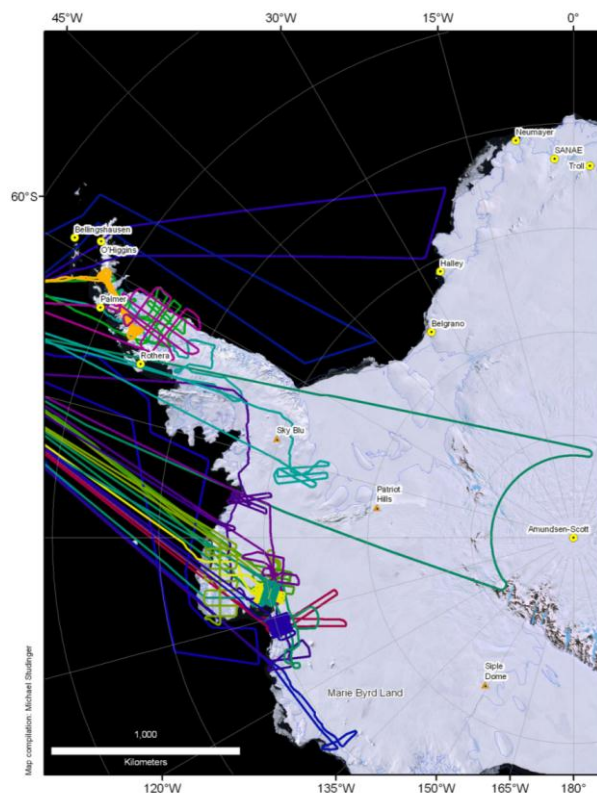 45°W
30°W
15°W
0°
Neumayer
SANAE
Troll
60°S
Bellingshausen
O'Higgins
Halley
Palmer
Belgrano
Rothera
Sky Blu
Patriot
Hills
Amundsen-Scott
Siple
Dome
Marie Byrd Land
1,000
Kilometers
Map compilation: Michael Studinger
120°W
135°W
150°W
165°W
180°